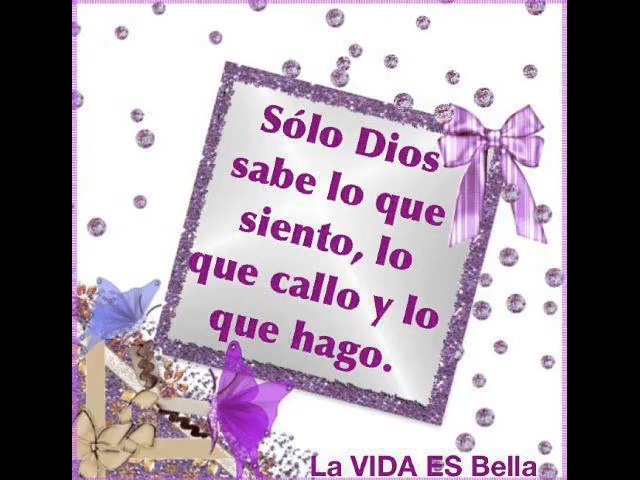 Sólo Dios
sabe lo que
siento, lo
que callo y lo
que hago.
La VIDA ES Bella